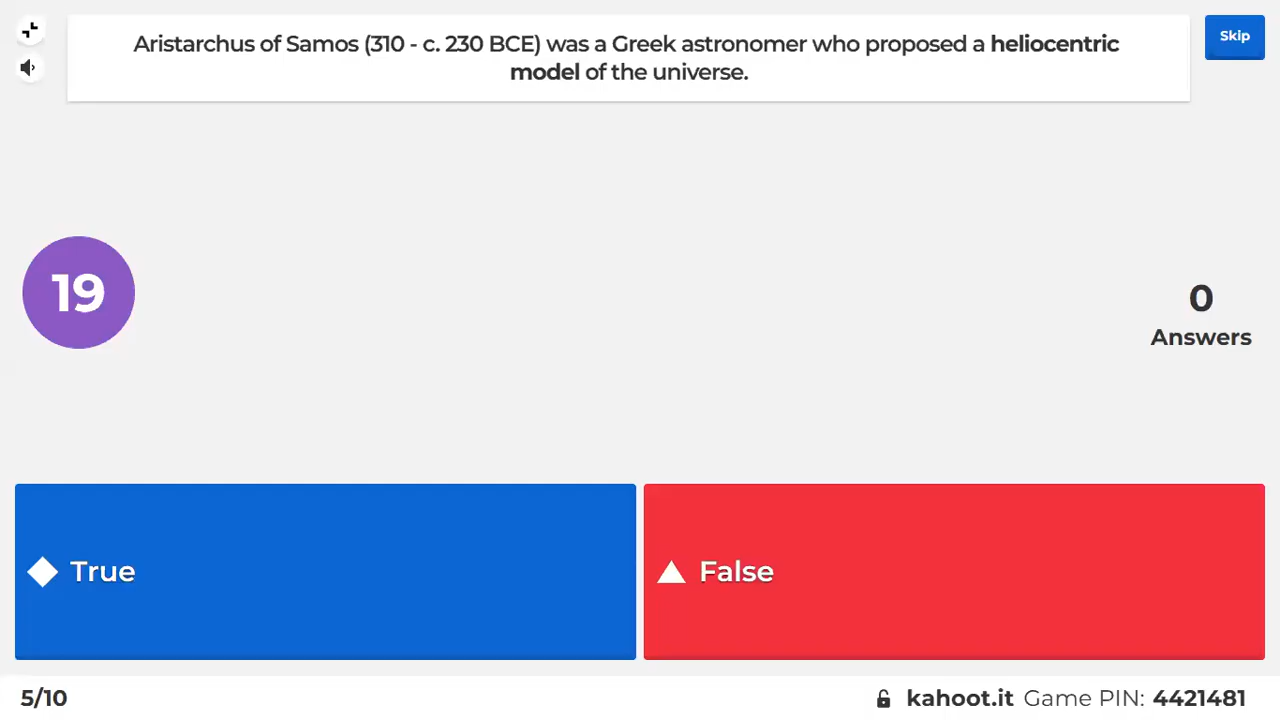 Aristarchus of Samos (310 - c. 230 BCE) was a Greek astronomer who proposed a heliocentric
model of the universe.
Skip
19
0
Answers
True
False
5/10
kahoot.it Game PIN: 4421481